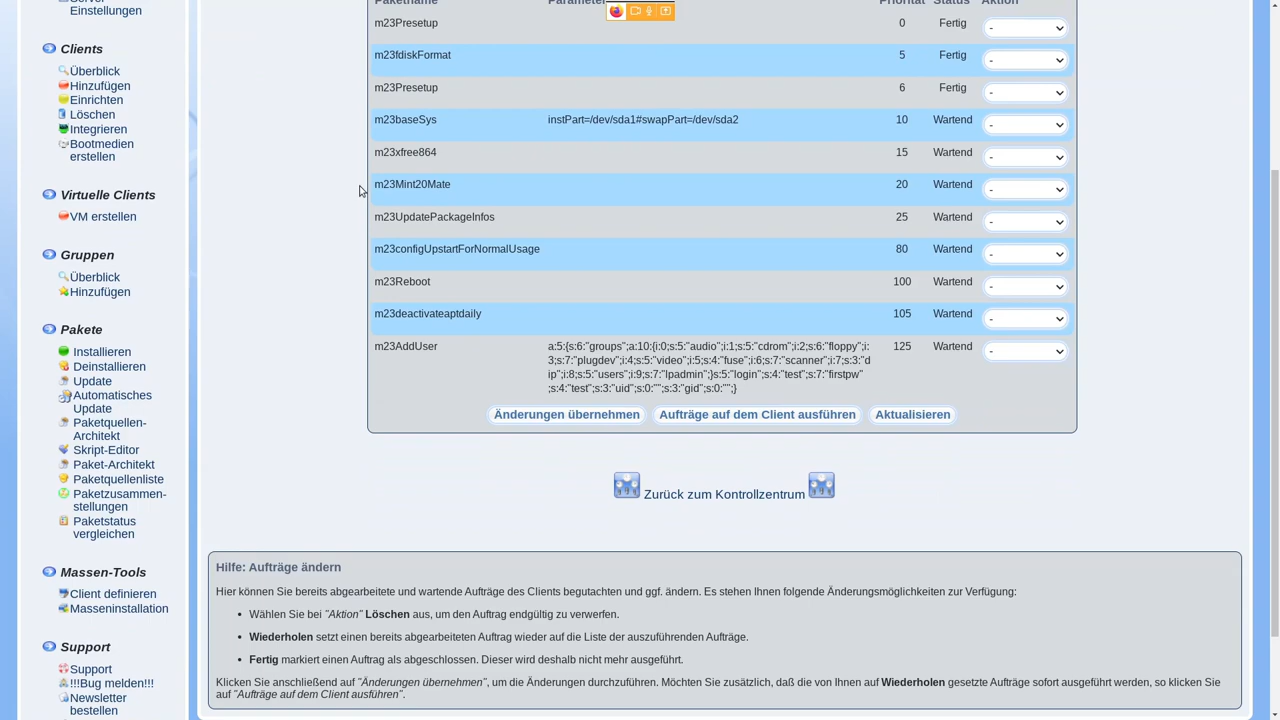 Server
Einstellungen
Clients
Überblick
Hinzufügen
Einrichten
Löschen
Integrieren
Bootmedien
erstellen
Virtuelle Clients
VM erstellen
Gruppen
Überblick
Hinzufügen
Pakete
Installieren
Deinstallieren
Update
Automatisches
Update
Paketquellen-
Architekt
Skript-Editor
Paket-Architekt
Paketquellenliste
Paketzusammen-
stellungen
Paketstatus
vergleichen
Massen-Tools
Client definieren
Masseninstallation
Support
Support
!!!Bug melden!!!
Newsletter
bestellen
Paketname Parameter Priorität Status Aktion
m23Presetup 0 Fertig -
m23fdiskFormat 5 Fertig -
m23Presetup 6 Fertig -
m23baseSys instPart=/dev/sda1#swapPart=/dev/sda2 10 Wartend -
m23xfree864 15 Wartend -
m23Mint20Mate 20 Wartend -
m23UpdatePackageInfos 25 Wartend -
m23configUpstartForNormalUsage 80 Wartend -
m23Reboot 100 Wartend -
m23deactivateaptdaily 105 Wartend -
m23AddUser a:5:{s:6:"groups";a:10:{i:0;s:5:"audio";i:1;s:5:"cdrom";i:2;s:6:"floppy";i: 125 Wartend -
3;s:7:"plugdev";i:4;s:5:"video";i:5;s:4:"fuse";i:6;s:7:"scanner";i:7;s:3:"d
ip";i:8;s:5:"users";i:9;s:7:"lpadmin";}s:5:"login";s:4:"test";s:7:"firstpw"
;s:4:"test";s:3:"uid";s:0:"";s:3:"gid";s:0:"";}
Änderungen übernehmen Aufträge auf dem Client ausführen Aktualisieren
Zurück zum Kontrollzentrum
Hilfe: Aufträge ändern
Hier können Sie bereits abgearbeitete und wartende Aufträge des Clients begutachten und ggf. ändern. Es stehen Ihnen folgende Änderungsmöglichkeiten zur Verfügung:
• Wählen Sie bei "Aktion" Löschen aus, um den Auftrag endgültig zu verwerfen.
• Wiederholen setzt einen bereits abgearbeiteten Auftrag wieder auf die Liste der auszuführenden Aufträge.
• Fertig markiert einen Auftrag als abgeschlossen. Dieser wird deshalb nicht mehr ausgeführt.
Klicken Sie anschließend auf "Änderungen übernehmen", um die Änderungen durchzuführen. Möchten Sie zusätzlich, daß die von Ihnen auf Wiederholen gesetzte Aufträge sofort ausgeführt werden, so klicken Sie
auf "Aufträge auf dem Client ausführen".